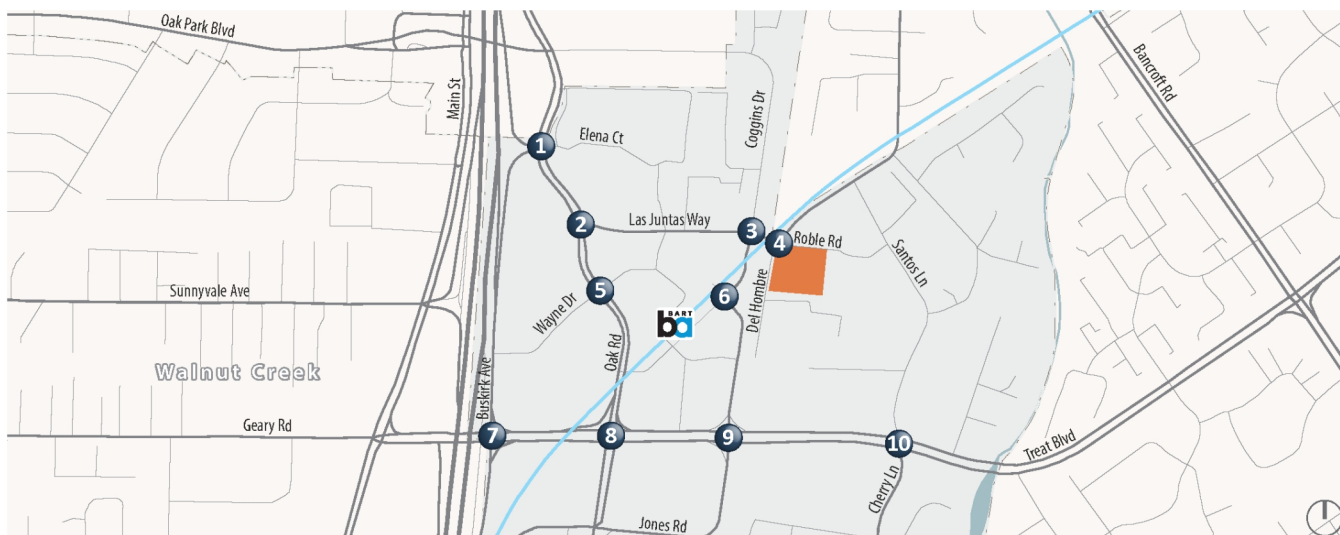 Oak Park Blvd
Main St
Coggins Dr
Bancroft Rd
1
Elena Ct
2
Las Juntas Way
3
4
Roble Rd
Santos Ln
Sunnyvale Ave
Wayne Dr
5
6
Del Hombre
BART
ba
Oak Rd
Walnut Creek
Buskirk Ave
Geary Rd
7
8
9
10
Treat Blvd
Cherry Ln
Jones Rd